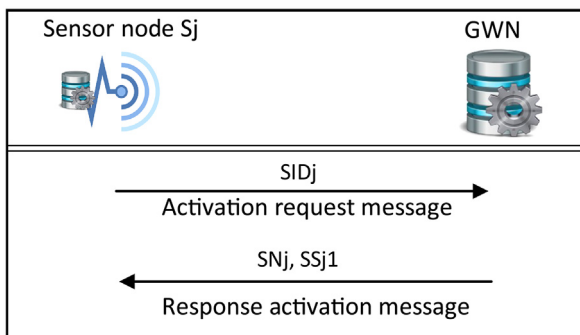 Sensor node Sj
GWN
SIDj
Activation request message
SNj, SSj1
Response activation message